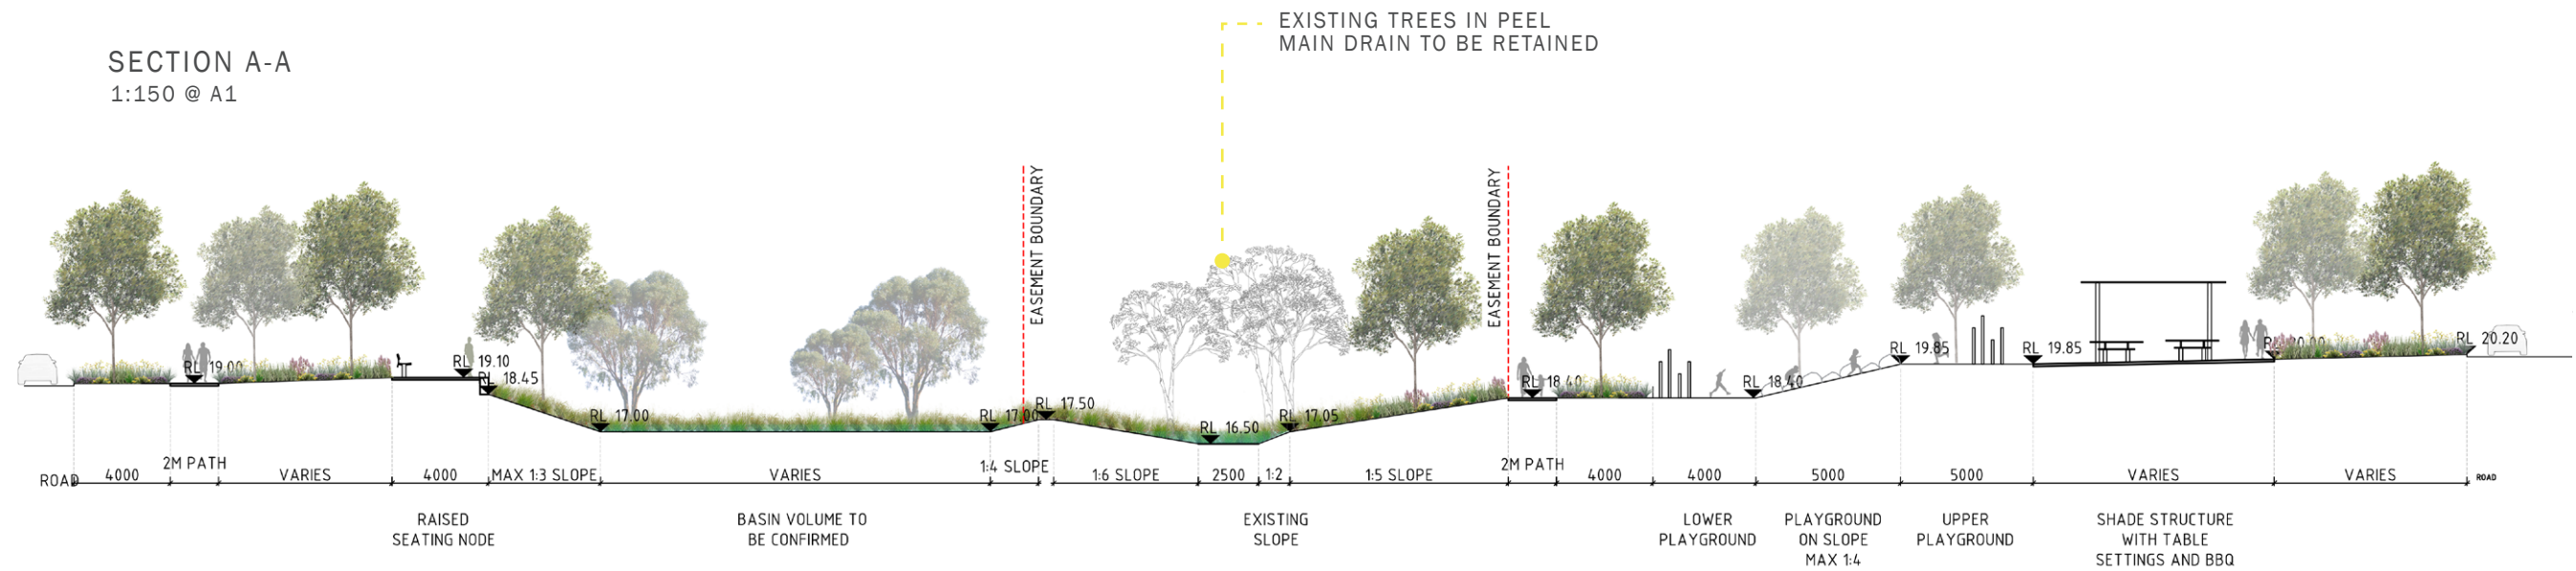 EXISTING TREES IN PEEL
MAIN DRAIN TO BE RETAINED
SECTION A-A
1:150 @ A1
EASEMENT BOUNDARY
EASEMENT BOUNDARY
RL 19.00
RL 19.10
RL 18.45
RL 17.00
RL 17.00
RL 17.50
RL 16.50
RL 17.05
RL 18.40
RL 18.40
RL 19.85
RL 19.85
RL 20.20
ROAD
4000
2M PATH
VARIES
4000
MAX 1:3 SLOPE
VARIES
1:4 SLOPE
1:6 SLOPE
2500
1:2
1:5 SLOPE
2M PATH
4000
4000
5000
5000
VARIES
VARIES
ROAD
RAISED
SEATING NODE
BASIN VOLUME TO
BE CONFIRMED
EXISTING
SLOPE
LOWER
PLAYGROUND
PLAYGROUND
ON SLOPE
MAX 1:4
UPPER
PLAYGROUND
SHADE STRUCTURE
WITH TABLE
SETTINGS AND BBQ